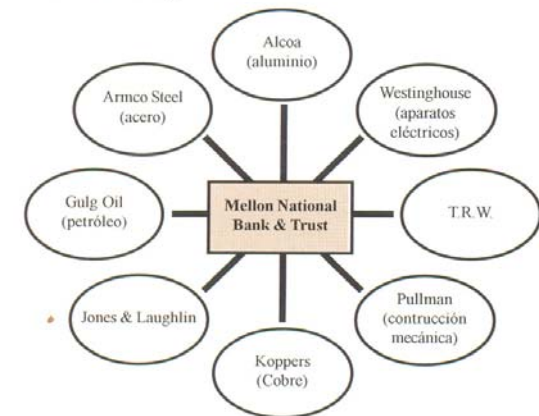 Alcoa
(aluminio)
Armco Steel
(acero)
Westinghouse
(aparatos
eléctricos)
Gulg Oil
(petróleo)
Mellon National
Bank & Trust
T.R.W.
Jones & Laughlin
Pullman
(contrucción
mecánica)
Koppers
(Cobre)